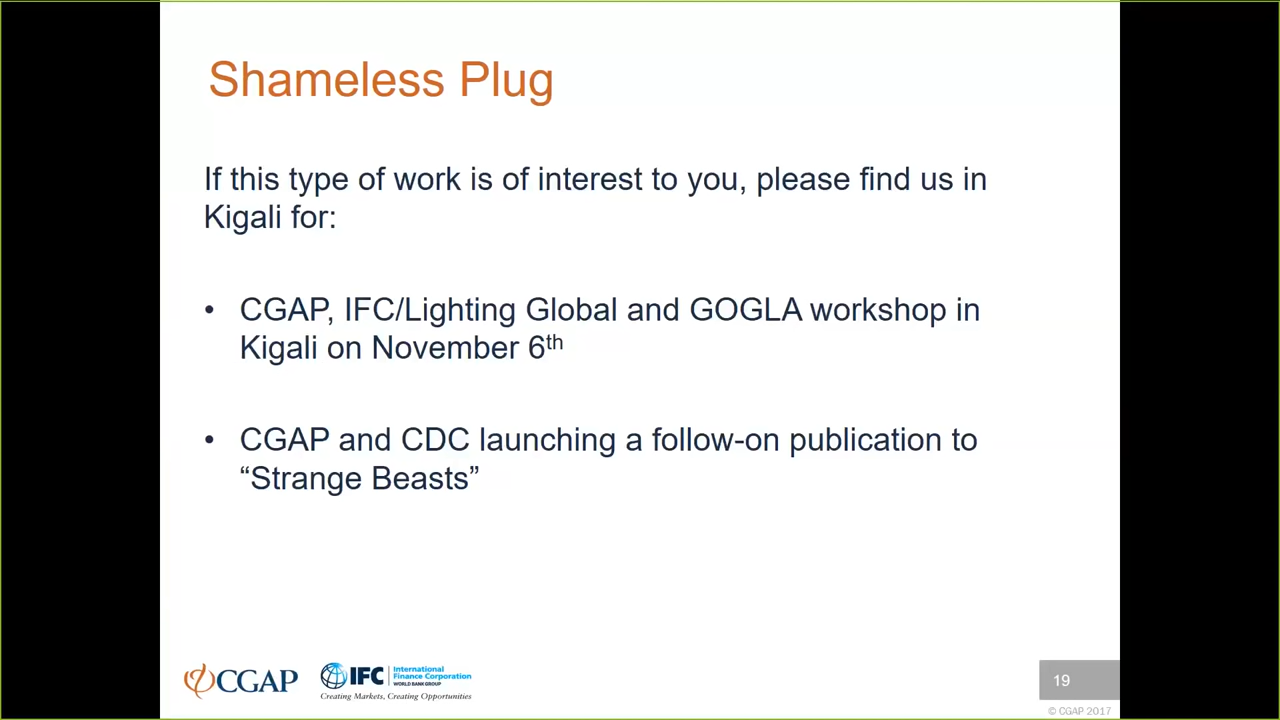 Shameless Plug
If this type of work is of interest to you, please find us in
Kigali for:
• CGAP, IFC/Lighting Global and GOGLA workshop in
Kigali on November 6th
• CGAP and CDC launching a follow-on publication to
“Strange Beasts”
CGAP
IFC
International
Finance Corporation
WORLD BANK GROUP
Creating Markets, Creating Opportunities
19
© CGAP 2017